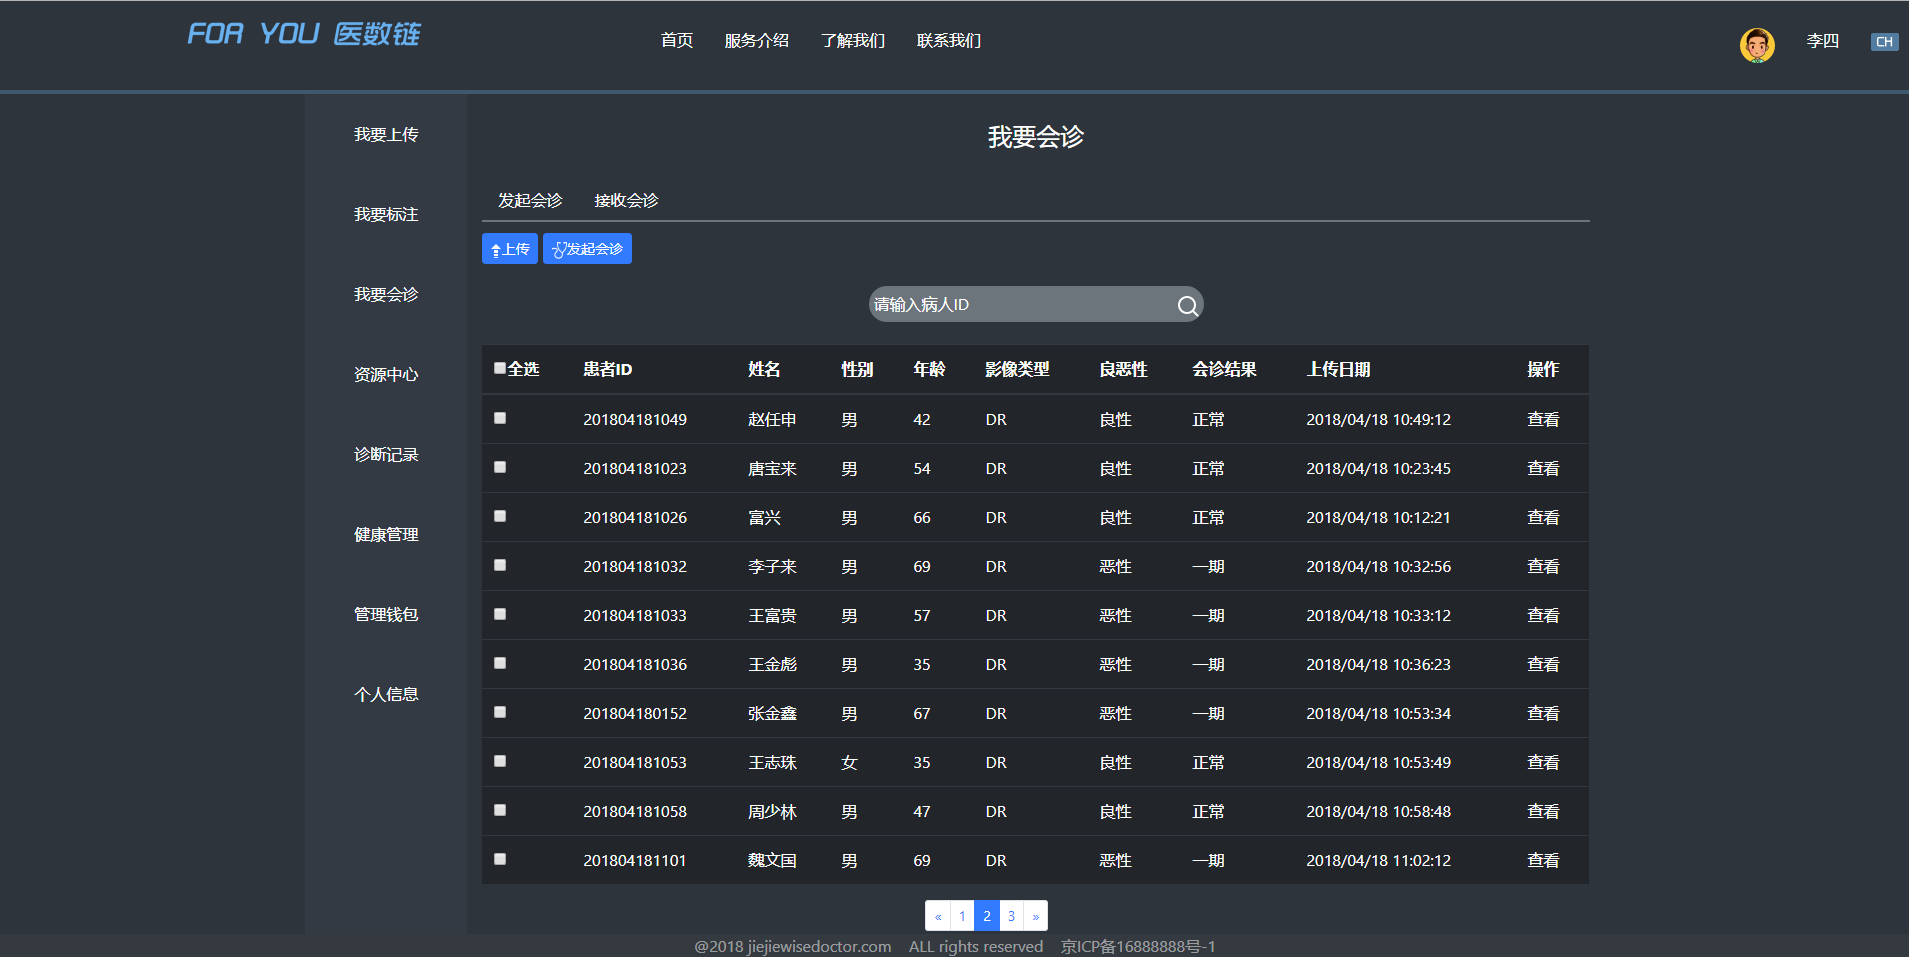 FOR YOU 医数链
首页 服务介绍 了解我们 联系我们
李四 CH
我要上传
我要标注
我要会诊
资源中心
诊断记录
健康管理
管理钱包
个人信息
我要会诊
发起会诊 接收会诊
上传 发起会诊
请输入病人ID
全选 患者ID 姓名 性别 年龄 影像类型 良恶性 会诊结果 上传日期 操作
201804181049 赵任申 男 42 DR 良性 正常 2018/04/18 10:49:12 查看
201804181023 唐宝来 男 54 DR 良性 正常 2018/04/18 10:23:45 查看
201804181026 富兴 男 66 DR 良性 正常 2018/04/18 10:12:21 查看
201804181032 李子来 男 69 DR 恶性 一期 2018/04/18 10:32:56 查看
201804181033 王富贵 男 57 DR 恶性 一期 2018/04/18 10:33:12 查看
201804181036 王金彪 男 35 DR 恶性 一期 2018/04/18 10:36:23 查看
201804180152 张金鑫 男 67 DR 恶性 一期 2018/04/18 10:53:34 查看
201804181053 王志珠 女 35 DR 良性 正常 2018/04/18 10:53:49 查看
201804181058 周少林 男 47 DR 良性 正常 2018/04/18 10:58:48 查看
201804181101 魏文国 男 69 DR 恶性 一期 2018/04/18 11:02:12 查看
« 1 2 3 »
@2018 jiejiewisedoctor.com ALL rights reserved 京ICP备16888888号-1